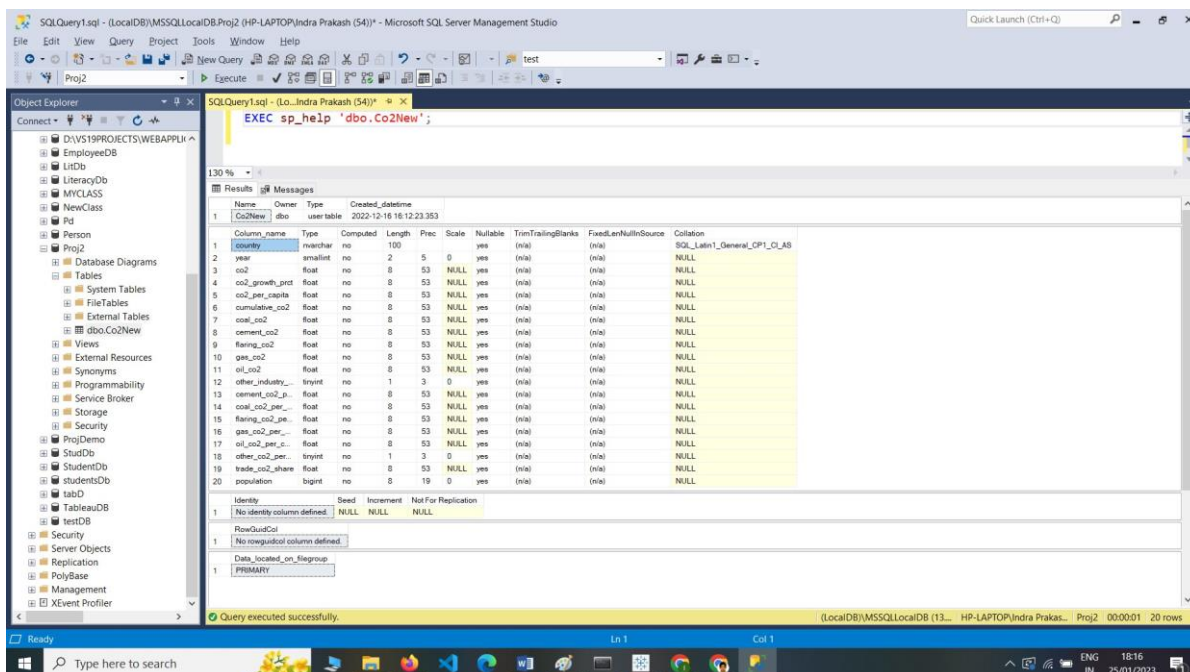 SQLQuery1.sql - (LocalDB)\MSSQLLocalDB.Proj2 (HP-LAPTOP\Indra Prakash (54))* - Microsoft SQL Server Management Studio
Quick Launch (Ctrl+Q)
File Edit View Query Project Tools Window Help
New Query test
Proj2 Execute
Object Explorer
SQLQuery1.sql - (Lo...Indra Prakash (54))*
Connect
EXEC sp_help 'dbo.Co2New';
D:\VS19PROJECTS\WEBAPPLI
EmployeeDB
LitDb
LiteracyDb
MYCLASS
NewClass
Pd
Person
Proj2
Database Diagrams
Tables
System Tables
FileTables
External Tables
dbo.Co2New
Views
External Resources
Synonyms
Programmability
Service Broker
Storage
Security
ProjDemo
StudDb
StudentDb
studentsDb
tabD
TableauDB
testDB
Security
Server Objects
Replication
PolyBase
Management
XEvent Profiler
130 %
Results Messages
Name Owner Type Created_datetime
1 Co2New dbo user table 2022-12-16 16:12:23.353
Column_name Type Computed Length Prec Scale Nullable TrimTrailingBlanks FixedLenNullInSource Collation
1 country nvarchar no 100 yes (n/a) (n/a) SQL_Latin1_General_CP1_CI_AS
2 year smallint no 2 5 0 yes (n/a) (n/a) NULL
3 co2 float no 8 53 NULL yes (n/a) (n/a) NULL
4 co2_growth_prct float no 8 53 NULL yes (n/a) (n/a) NULL
5 co2_per_capita float no 8 53 NULL yes (n/a) (n/a) NULL
6 cumulative_co2 float no 8 53 NULL yes (n/a) (n/a) NULL
7 coal_co2 float no 8 53 NULL yes (n/a) (n/a) NULL
8 cement_co2 float no 8 53 NULL yes (n/a) (n/a) NULL
9 flaring_co2 float no 8 53 NULL yes (n/a) (n/a) NULL
10 gas_co2 float no 8 53 NULL yes (n/a) (n/a) NULL
11 oil_co2 float no 8 53 NULL yes (n/a) (n/a) NULL
12 other_industry_... tinyint no 1 3 0 yes (n/a) (n/a) NULL
13 cement_co2_p... float no 8 53 NULL yes (n/a) (n/a) NULL
14 coal_co2_per_... float no 8 53 NULL yes (n/a) (n/a) NULL
15 flaring_co2_pe... float no 8 53 NULL yes (n/a) (n/a) NULL
16 gas_co2_per_... float no 8 53 NULL yes (n/a) (n/a) NULL
17 oil_co2_per_c... float no 8 53 NULL yes (n/a) (n/a) NULL
18 other_co2_per... tinyint no 1 3 0 yes (n/a) (n/a) NULL
19 trade_co2_share float no 8 53 NULL yes (n/a) (n/a) NULL
20 population bigint no 8 19 0 yes (n/a) (n/a) NULL
Identity Seed Increment Not For Replication
1 No identity column defined. NULL NULL NULL
RowGuidCol
1 No rowguidcol column defined.
Data_located_on_filegroup
1 PRIMARY
Query executed successfully. (LocalDB)\MSSQLLocalDB (13.... HP-LAPTOP\Indra Prakas... Proj2 00:00:01 20 rows
Ready Ln 1 Col 1
Type here to search
ENG 18:16
IN 25/01/2023